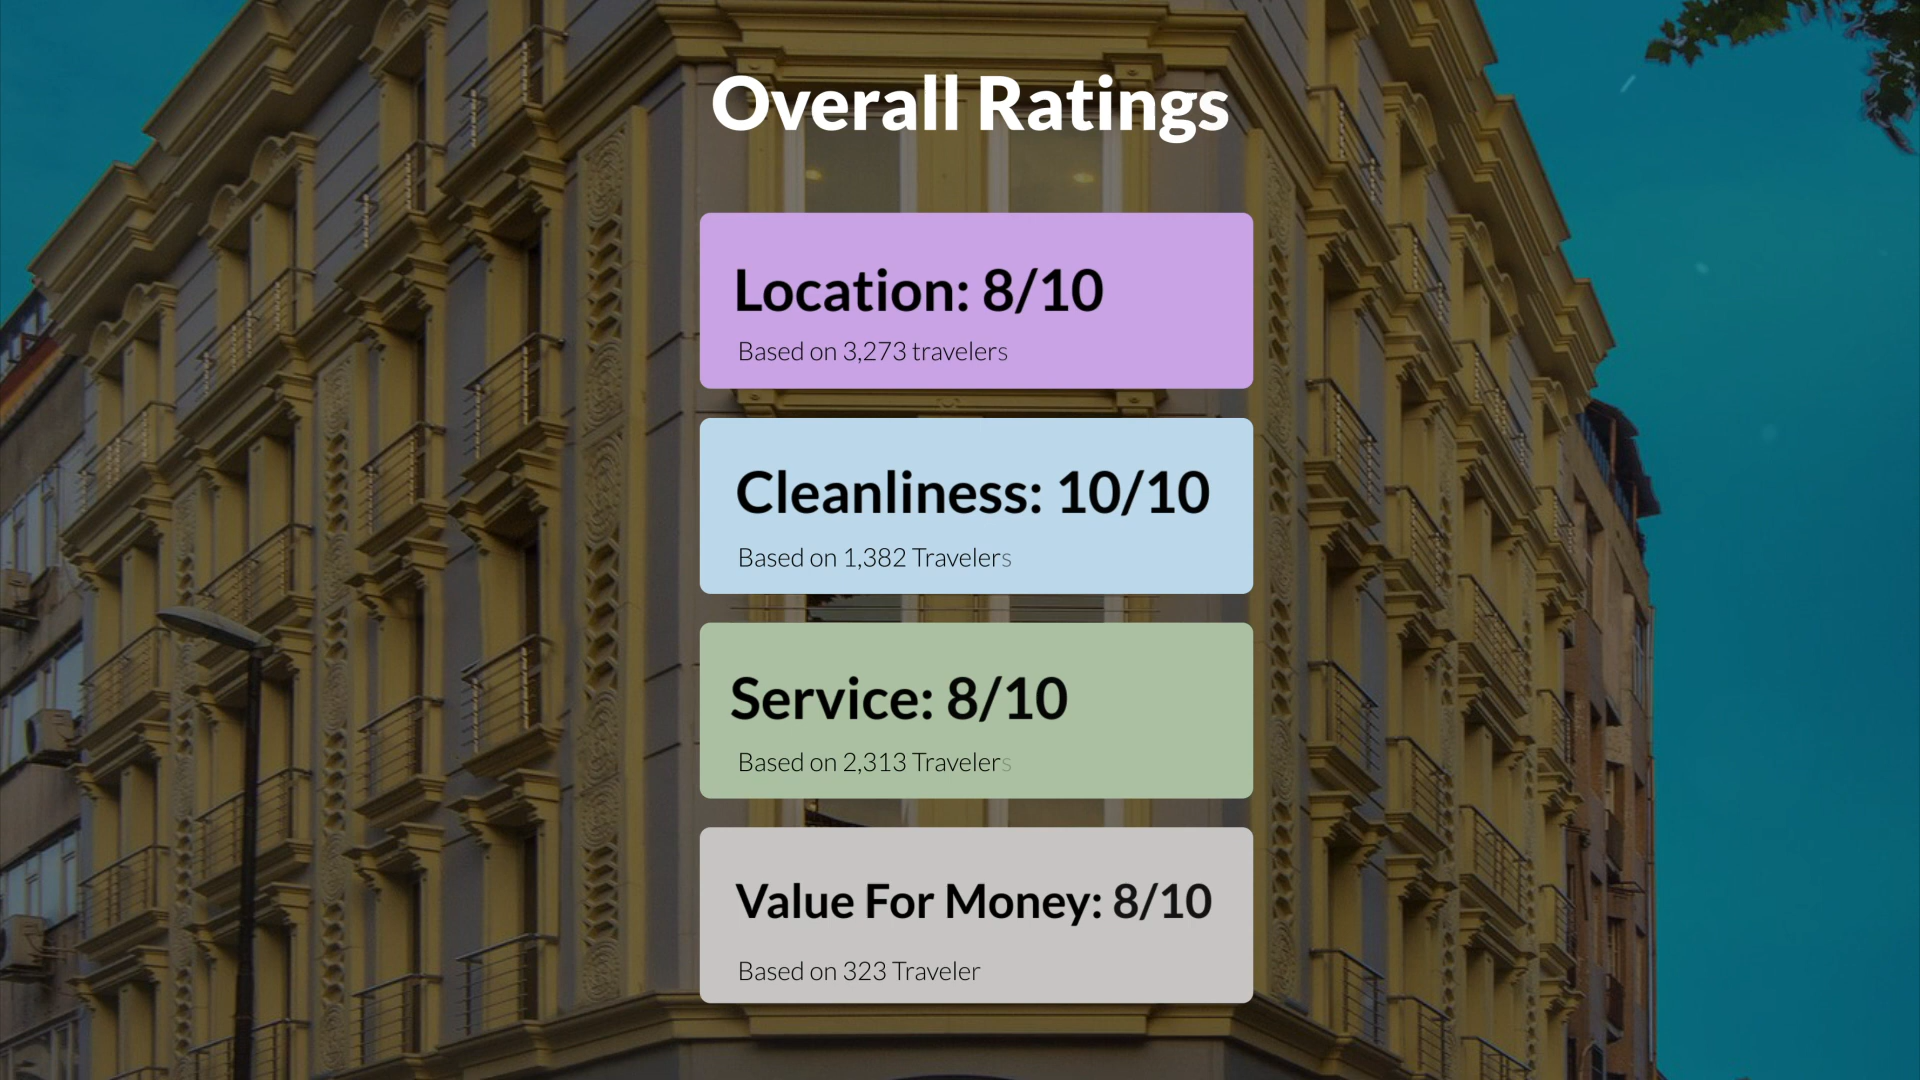 Overall Ratings
Location: 8/10
Based on 3,273 travelers
Cleanliness: 10/10
Based on 1,382 Travelers
Service: 8/10
Based on 2,313 Travelers
Value For Money: 8/10
Based on 323 Traveler